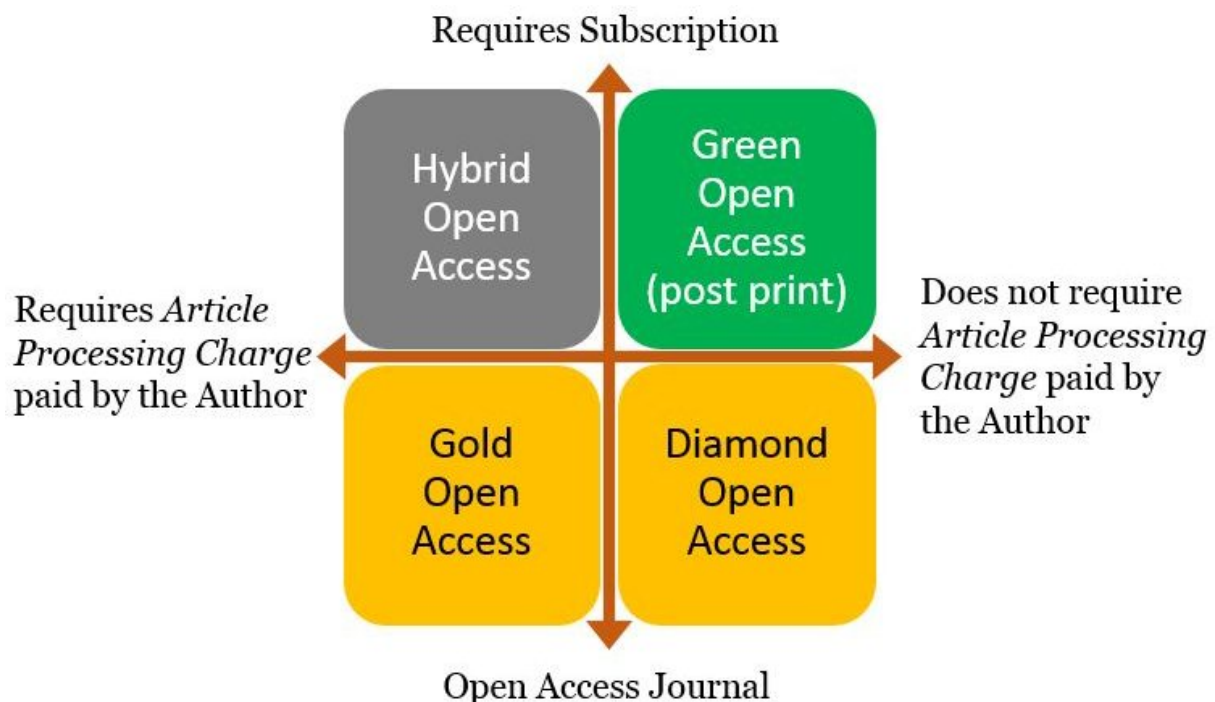 Requires Subscription
Hybrid
Open
Access
Green
Open
Access
(post print)
Requires Article
Processing Charge
paid by the Author
Does not require
Article Processing
Charge paid by
the Author
Gold
Open
Access
Diamond
Open
Access
Open Access Journal